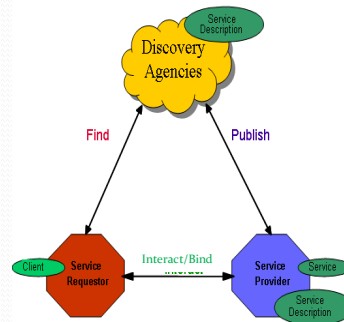 Service
Description
Discovery
Agencies
Find
Publish
Interact/Bind
Client
Service
Requestor
Service
Provider
Service
Service
Description